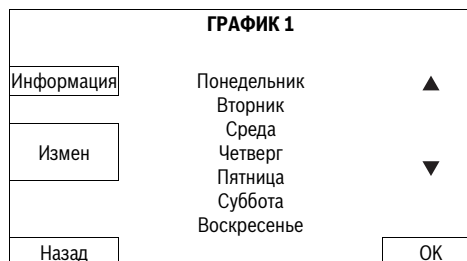 ГРАФИК 1
Информация
Понедельник
Вторник
Среда
Измен
Четверг
Пятница
Суббота
Воскресенье
Назад
OK